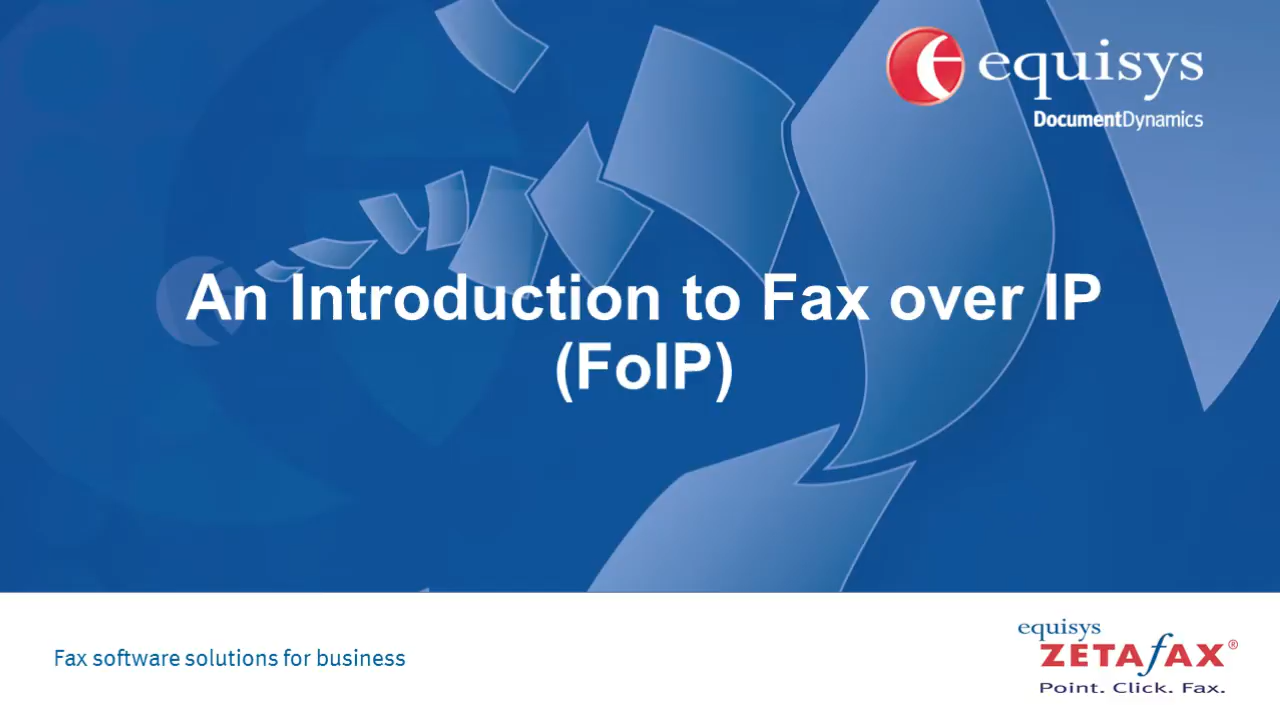 equisys
DocumentDynamics
An Introduction to Fax over IP
(FoIP)
Fax software solutions for business
equisys
ZETAfAX®
Point. Click. Fax.